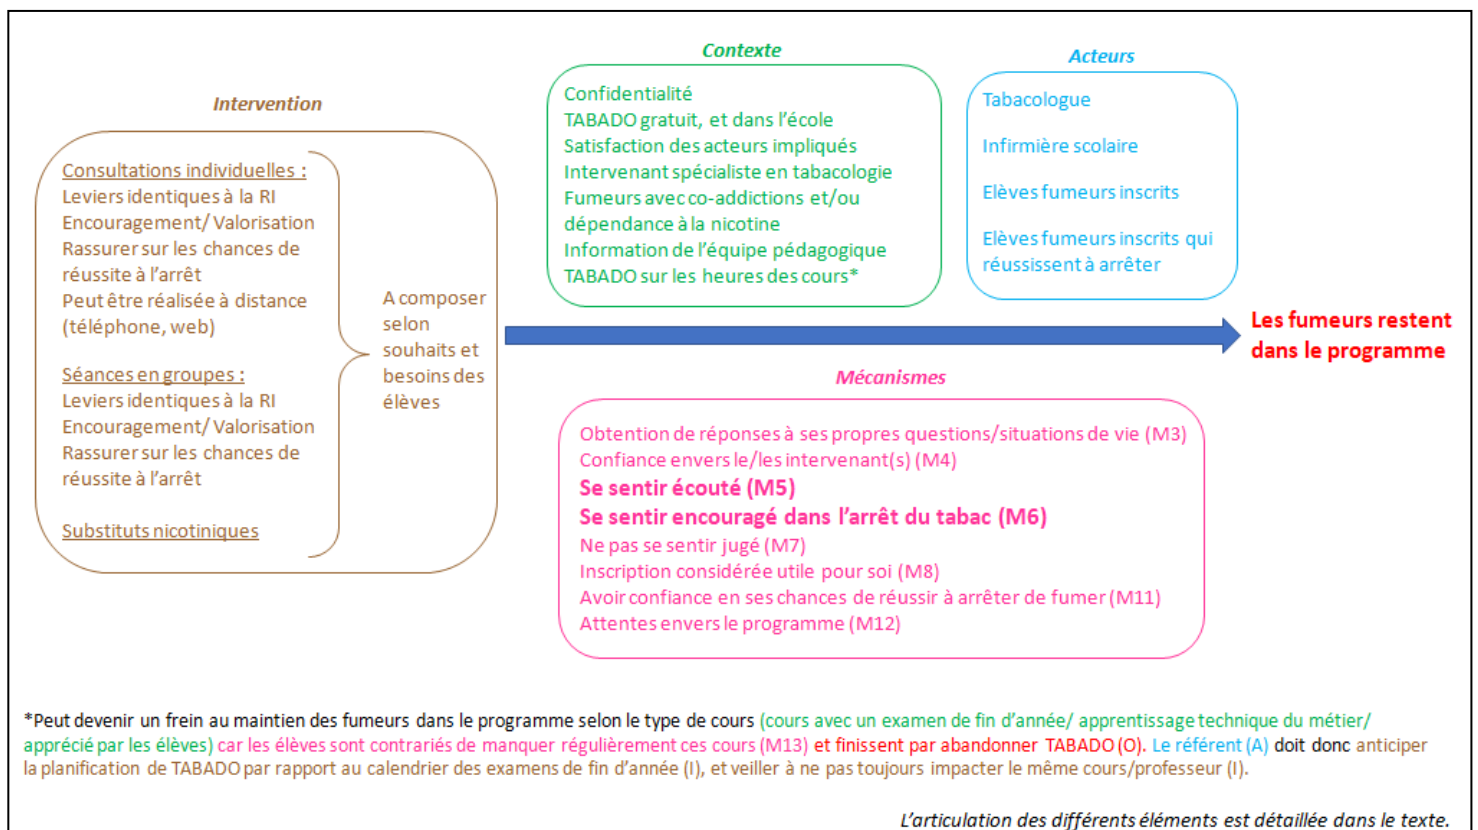 Intervention
Consultations individuelles :
Leviers identiques à la RI
Encouragement/ Valorisation
Rassurer sur les chances de
réussite à l'arrêt
Peut être réalisée à distance
(téléphone, web)
Séances en groupes :
Leviers identiques à la RI
Encouragement/ Valorisation
Rassurer sur les chances de
réussite à l'arrêt
Substituts nicotiniques
A composer
selon
souhaits et
besoins des
élèves
Contexte
Confidentialité
TABADO gratuit, et dans l'école
Satisfaction des acteurs impliqués
Intervenant spécialiste en tabacologie
Fumeurs avec co-addictions et/ou
dépendance à la nicotine
Information de l'équipe pédagogique
TABADO sur les heures des cours*
Acteurs
Tabacologue
Infirmière scolaire
Elèves fumeurs inscrits
Elèves fumeurs inscrits qui
réussissent à arrêter
Les fumeurs restent
dans le programme
Mécanismes
Obtention de réponses à ses propres questions/situations de vie (M3)
Confiance envers le/les intervenant(s) (M4)
Se sentir écouté (M5)
Se sentir encouragé dans l'arrêt du tabac (M6)
Ne pas se sentir jugé (M7)
Inscription considérée utile pour soi (M8)
Avoir confiance en ses chances de réussir à arrêter de fumer (M11)
Attentes envers le programme (M12)
*Peut devenir un frein au maintien des fumeurs dans le programme selon le type de cours (cours avec un examen de fin d'année/ apprentissage technique du métier/
apprécié par les élèves) car les élèves sont contrariés de manquer régulièrement ces cours (M13) et finissent par abandonner TABADO (O). Le référent (A) doit donc anticiper
la planification de TABADO par rapport au calendrier des examens de fin d'année (I), et veiller à ne pas toujours impacter le même cours/professeur (I).
L'articulation des différents éléments est détaillée dans le texte.